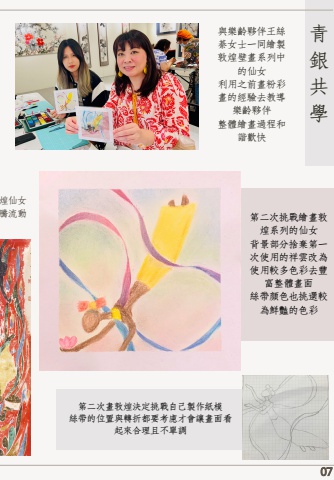 青
銀
共
學
與樂齡夥伴王絲
棻女士一同繪製
敦煌壁畫系列中
的仙女
利用之前畫粉彩
畫的經驗去教導
樂齡夥伴
整體繪畫過程和
諧歡快
煌仙女
騰流動
第二次挑戰繪畫敦
煌系列的仙女
背景部分捨棄第一
次使用的祥雲改為
使用較多色彩去豐
富整體畫面
絲帶顏色也挑選較
為鮮豔的色彩
第二次畫敦煌決定挑戰自己製作紙模
絲帶的位置與轉折都要考慮才會讓畫面看
起來合理且不單調
07